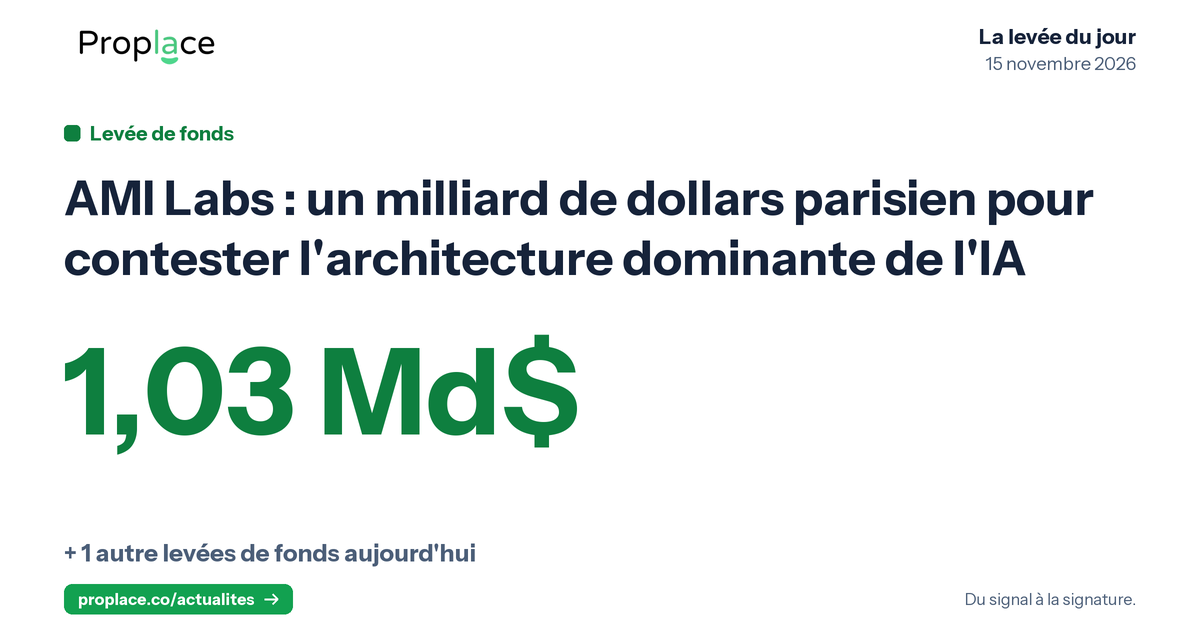 Proplace
La levée du jour
15 novembre 2026
Levée de fonds
AMI Labs : un milliard de dollars parisien pour
contester l'architecture dominante de l'IA
1,03 Md$
+ 1 autre levées de fonds aujourd'hui
proplace.co/actualites →
Du signal à la signature.